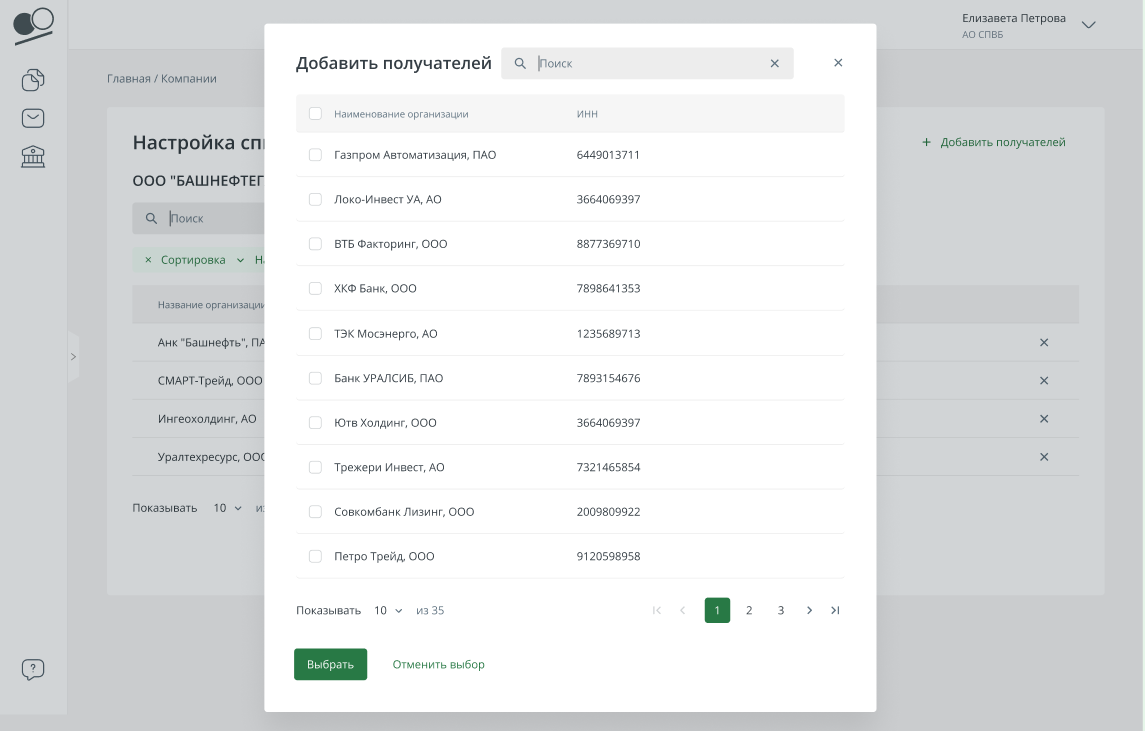 Елизавета Петрова
АО СПВБ
Главная / Компании
Настройка сп
ООО "БАШНЕФТЕГ
+ Добавить получателей
Поиск
× Сортировка
Название организации
Анк "Башнефть", ПА
СМАРТ-Трейд, ООО
Ингеохолдинг, АО
Уралтехресурс, ООО
Показывать 10
Добавить получателей
Поиск
Наименование организации ИНН
Газпром Автоматизация, ПАО 6449013711
Локо-Инвест УА, АО 3664069397
ВТБ Факторинг, ООО 8877369710
ХКФ Банк, ООО 7898641353
ТЭК Мосэнерго, АО 1235689713
Банк УРАЛСИБ, ПАО 7893154676
Ютв Холдинг, ООО 3664069397
Трежери Инвест, АО 7321465854
Совкомбанк Лизинг, ООО 2009809922
Петро Трейд, ООО 9120598958
Показывать 10 из 35 1 2 3
Выбрать Отменить выбор